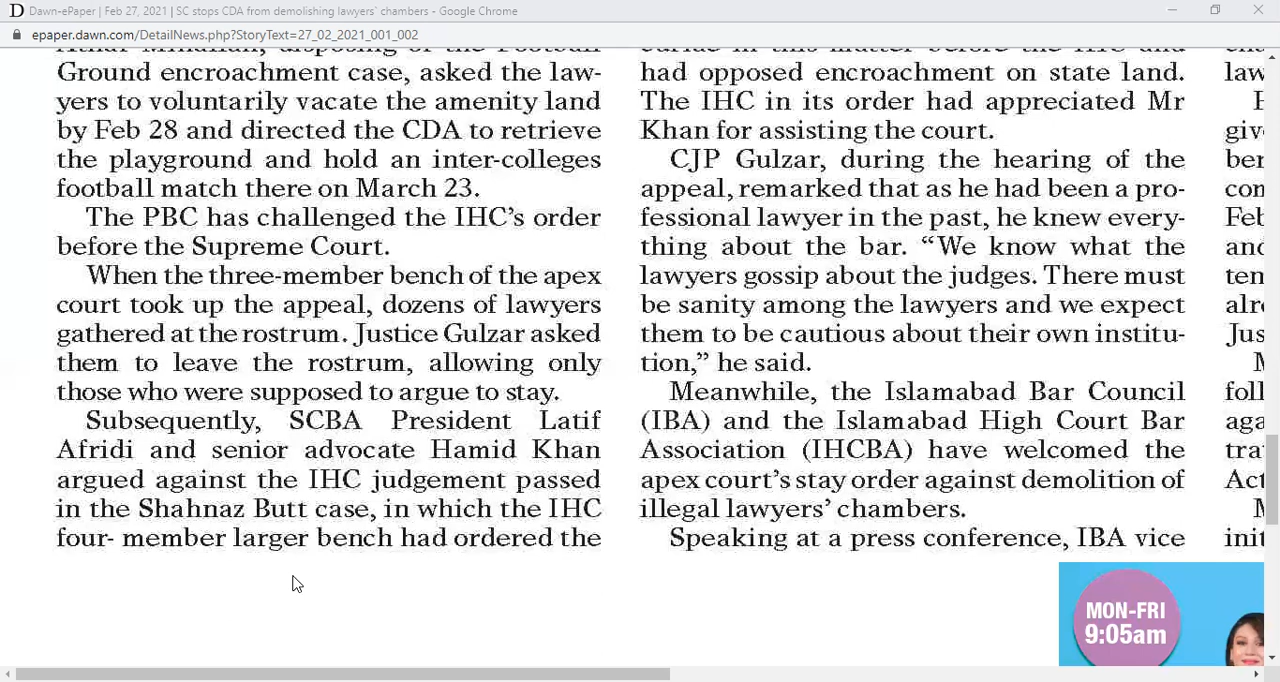 Dawn-ePaper | Feb 27, 2021 | SC stops CDA from demolishing lawyers` chambers - Google Chrome
epaper.dawn.com/DetailNews.php?StoryText=27_02_2021_001_002
Ground encroachment case, asked the law-
yers to voluntarily vacate the amenity land
by Feb 28 and directed the CDA to retrieve
the playground and hold an inter-colleges
football match there on March 23.
The PBC has challenged the IHC's order
before the Supreme Court.
When the three-member bench of the apex
court took up the appeal, dozens of lawyers
gathered at the rostrum. Justice Gulzar asked
them to leave the rostrum, allowing only
those who were supposed to argue to stay.
Subsequently, SCBA President Latif
Afridi and senior advocate Hamid Khan
argued against the IHC judgement passed
in the Shahnaz Butt case, in which the IHC
four- member larger bench had ordered the
had opposed encroachment on state land.
The IHC in its order had appreciated Mr
Khan for assisting the court.
CJP Gulzar, during the hearing of the
appeal, remarked that as he had been a pro-
fessional lawyer in the past, he knew every-
thing about the bar. “We know what the
lawyers gossip about the judges. There must
be sanity among the lawyers and we expect
them to be cautious about their own institu-
tion,” he said.
Meanwhile, the Islamabad Bar Council
(IBA) and the Islamabad High Court Bar
Association (IHCBA) have welcomed the
apex court's stay order against demolition of
illegal lawyers' chambers.
Speaking at a press conference, IBA vice
MON-FRI
9:05am